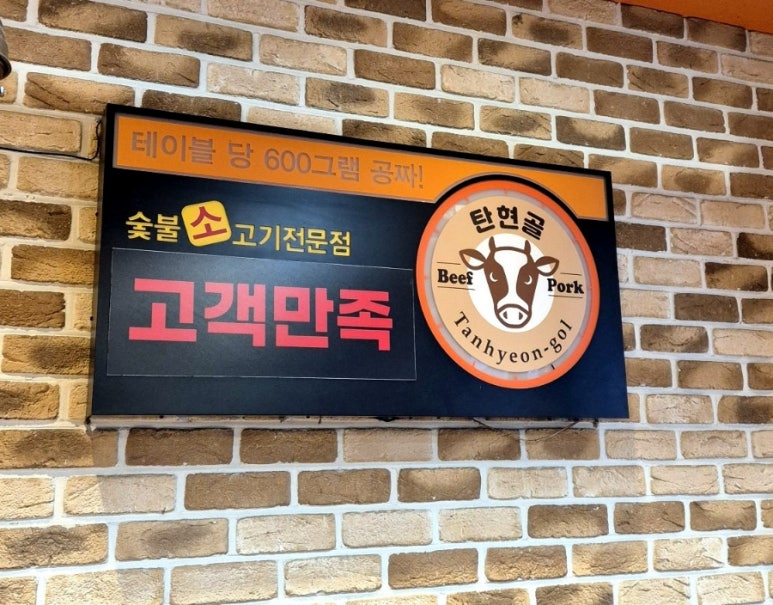 테이블 당 600그램 공짜!
숯불 소고기전문점
고객만족
탄현골
Beef Pork
Tanhyeon-gol